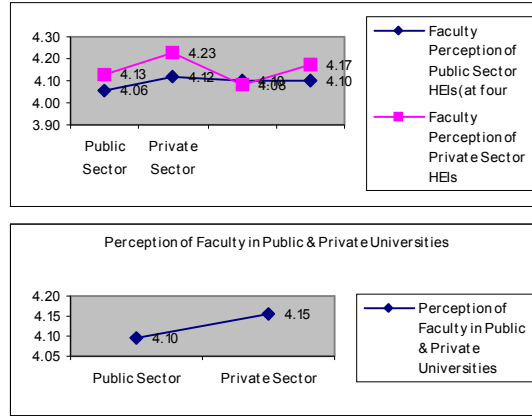 4.30
4.20
4.10
4.00
3.90
4.13
4.23
4.08
4.17
4.06
4.12
4.10
4.10
Public Sector
Private Sector
Faculty
Perception of
Public Sector
HEIs (at four
Faculty
Perception of
Private Sector
HEIs
Perception of Faculty in Public & Private Universities
4.20
4.15
4.10
4.05
4.10
4.15
Public Sector
Private Sector
Perception of
Faculty in Public
& Private
Universities